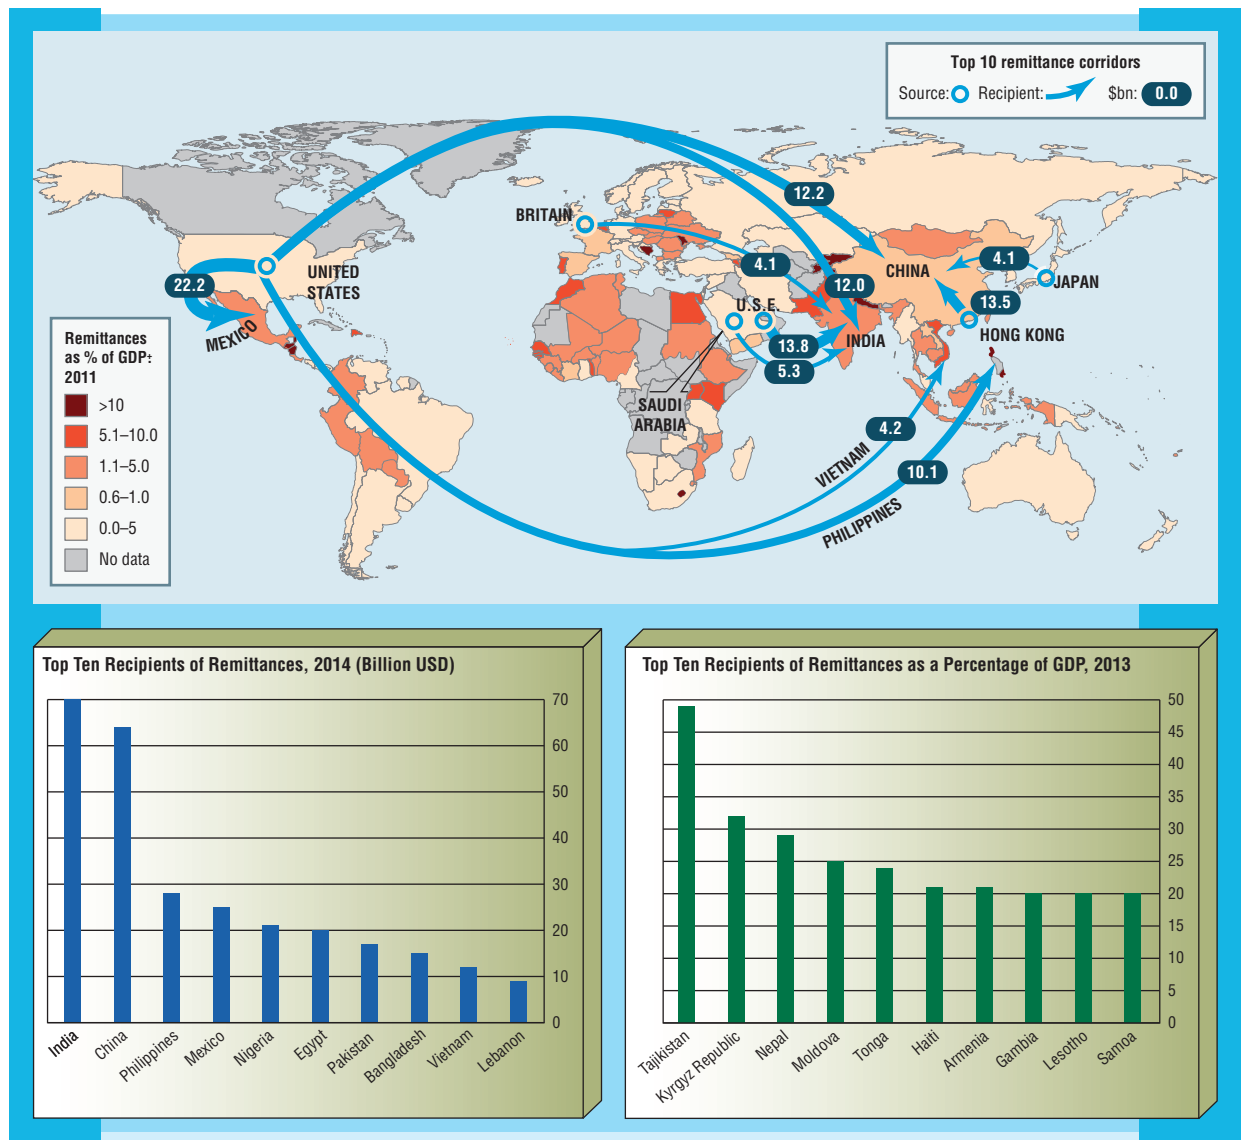 Top 10 remittance corridors
Source: Recipient: $bn: 0.0
12.2
BRITAIN
4.1
4.1
UNITED
STATES
CHINA
JAPAN
22.2
12.0
U.S.E.
13.5
HONG KONG
MEXICO
13.8
INDIA
5.3
SAUDI
ARABIA
4.2
VIETNAM
10.1
PHILIPPINES
Remittances
as % of GDP‡
2011
>10
5.1–10.0
1.1–5.0
0.6–1.0
0.0–5
No data
Top Ten Recipients of Remittances, 2014 (Billion USD)
70
60
50
40
30
20
10
0
India
China
Philippines
Mexico
Nigeria
Egypt
Pakistan
Bangladesh
Vietnam
Lebanon
Top Ten Recipients of Remittances as a Percentage of GDP, 2013
50
45
40
35
30
25
20
15
10
5
0
Tajikistan
Kyrgyz Republic
Nepal
Moldova
Tonga
Haiti
Armenia
Gambia
Lesotho
Samoa